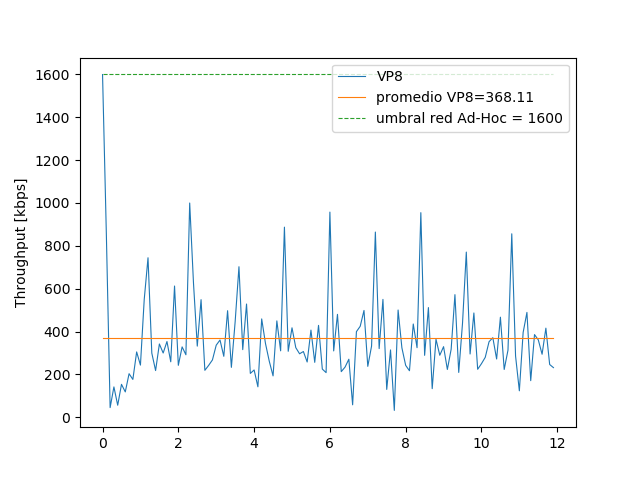 1600
1400
1200
1000
800
600
400
200
0
Throughput [kbps]
VP8
promedio VP8=368.11
umbral red Ad-Hoc = 1600
0 2 4 6 8 10 12